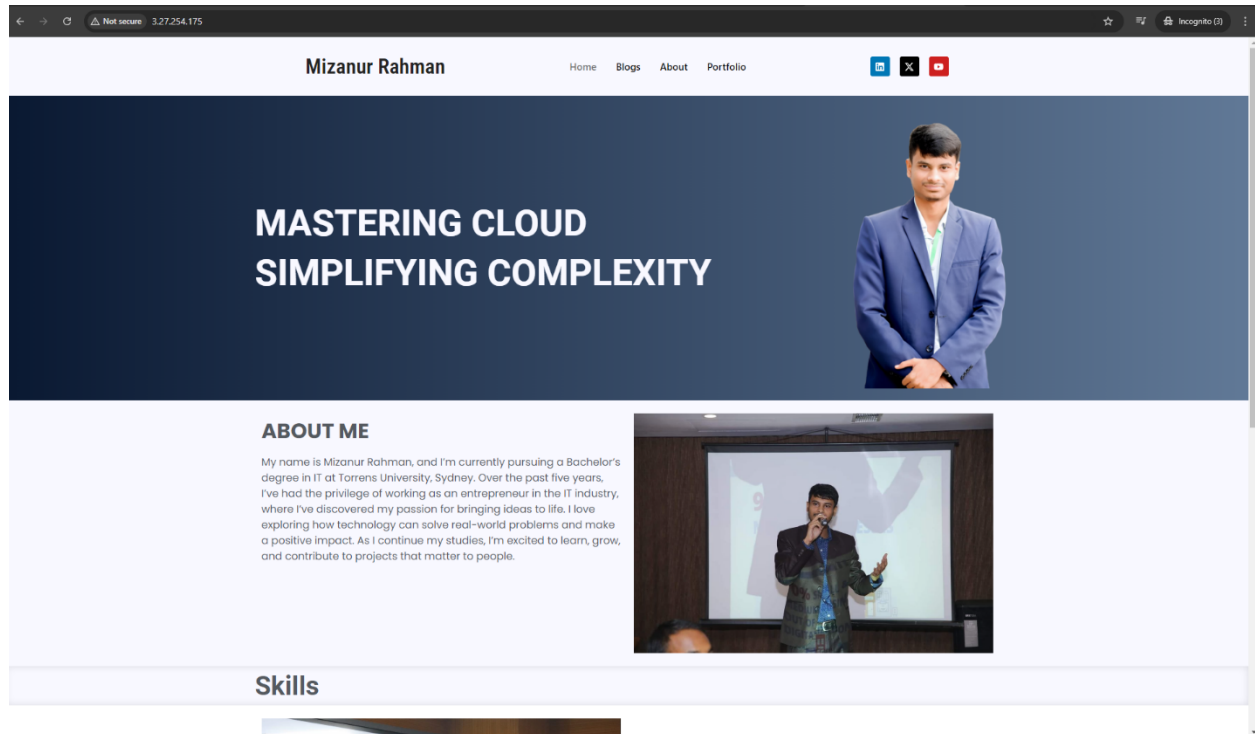 Not secure 3.27.254.175
Incognito (3)
Mizanur Rahman
Home Blogs About Portfolio
in X
MASTERING CLOUD
SIMPLIFYING COMPLEXITY
ABOUT ME
My name is Mizanur Rahman, and I'm currently pursuing a Bachelor's
degree in IT at Torrens University, Sydney. Over the past five years,
I've had the privilege of working as an entrepreneur in the IT industry,
where I've discovered my passion for bringing ideas to life. I love
exploring how technology can solve real-world problems and make
a positive impact. As I continue my studies, I'm excited to learn, grow,
and contribute to projects that matter to people.
Skills